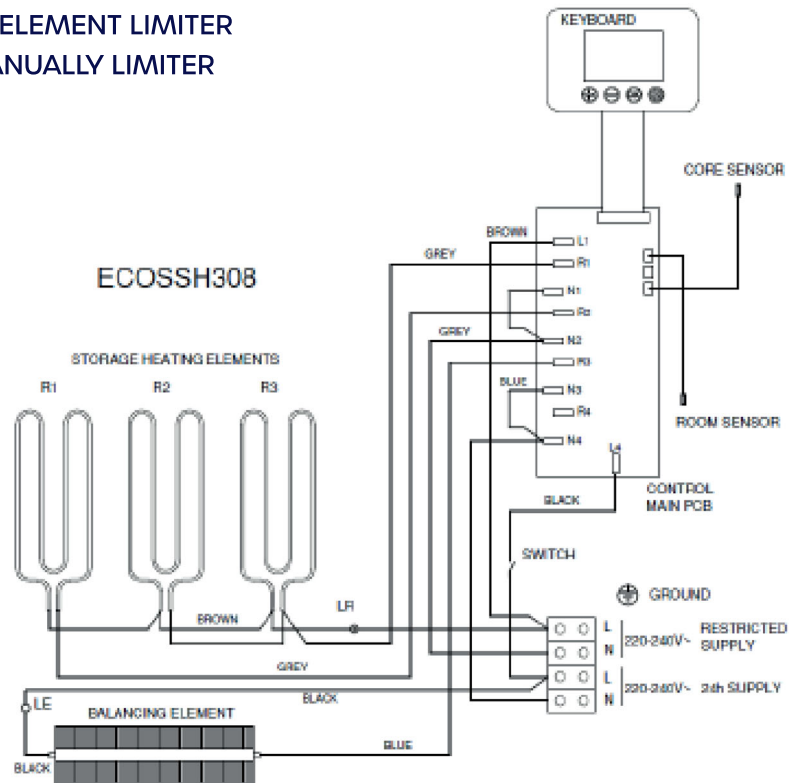 ELEMENT LIMITER
ANUALLY LIMITER
KEYBOARD
CORE SENSOR
BROWN
L1
GREY
R1
ECOSSH308
N1
R2
GREY
N2
STORAGE HEATING ELEMENTS
R3
R1 R2 R3
BLUE
N3
R4
ROOM SENSOR
N4
L4
CONTROL
MAIN PCB
BLACK
SWITCH
GROUND
LR
BROWN
L
N
220-240V~
RESTRICTED
SUPPLY
GREY
L
N
220-240V~ 24h SUPPLY
BLACK
LE
BALANCING ELEMENT
BLUE
BLACK